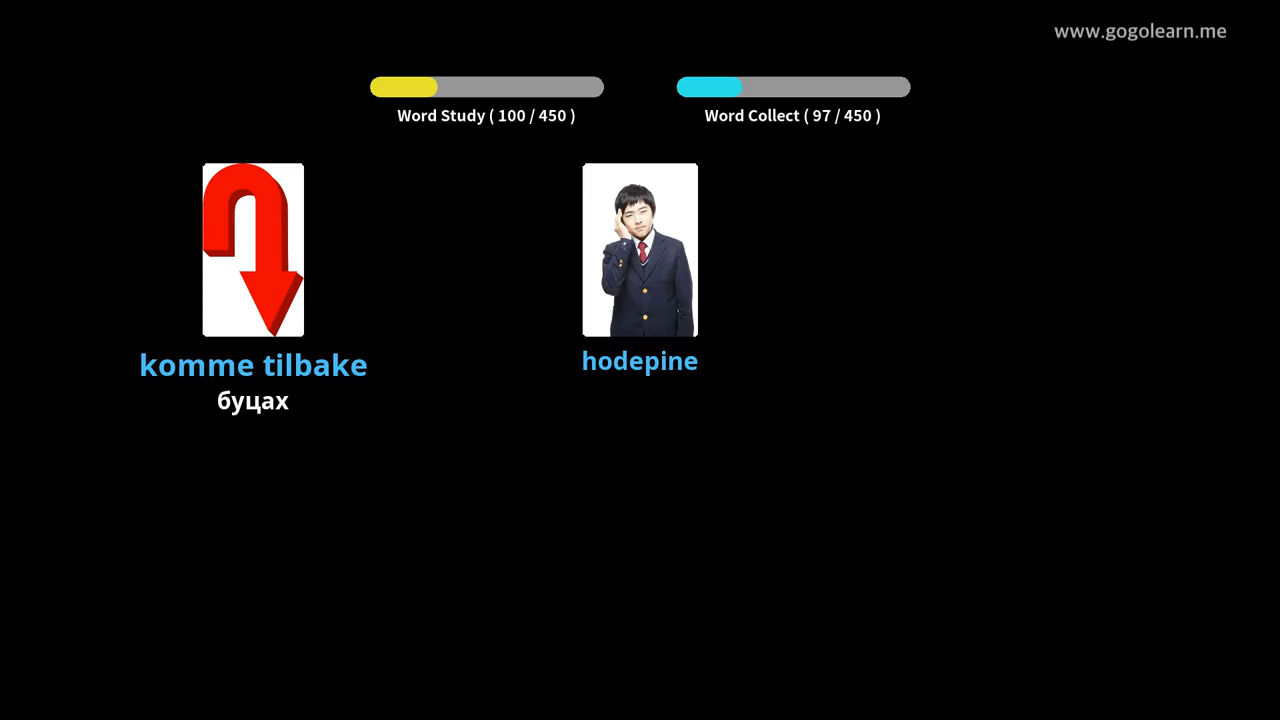 www.gogolearn.me
Word Study ( 100 / 450 )
Word Collect ( 97 / 450 )
komme tilbake
буцах
hodepine